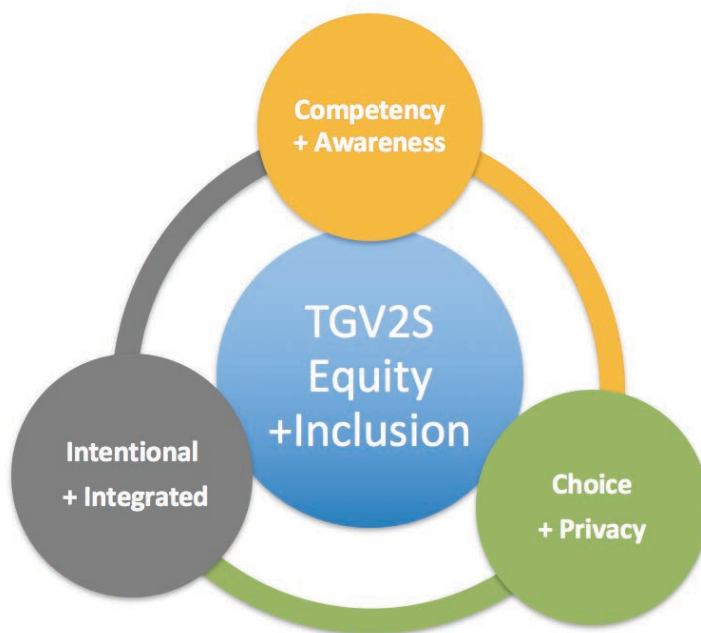 Competency
+ Awareness
TGV2S
Equity
+Inclusion
Intentional
+ Integrated
Choice
+ Privacy